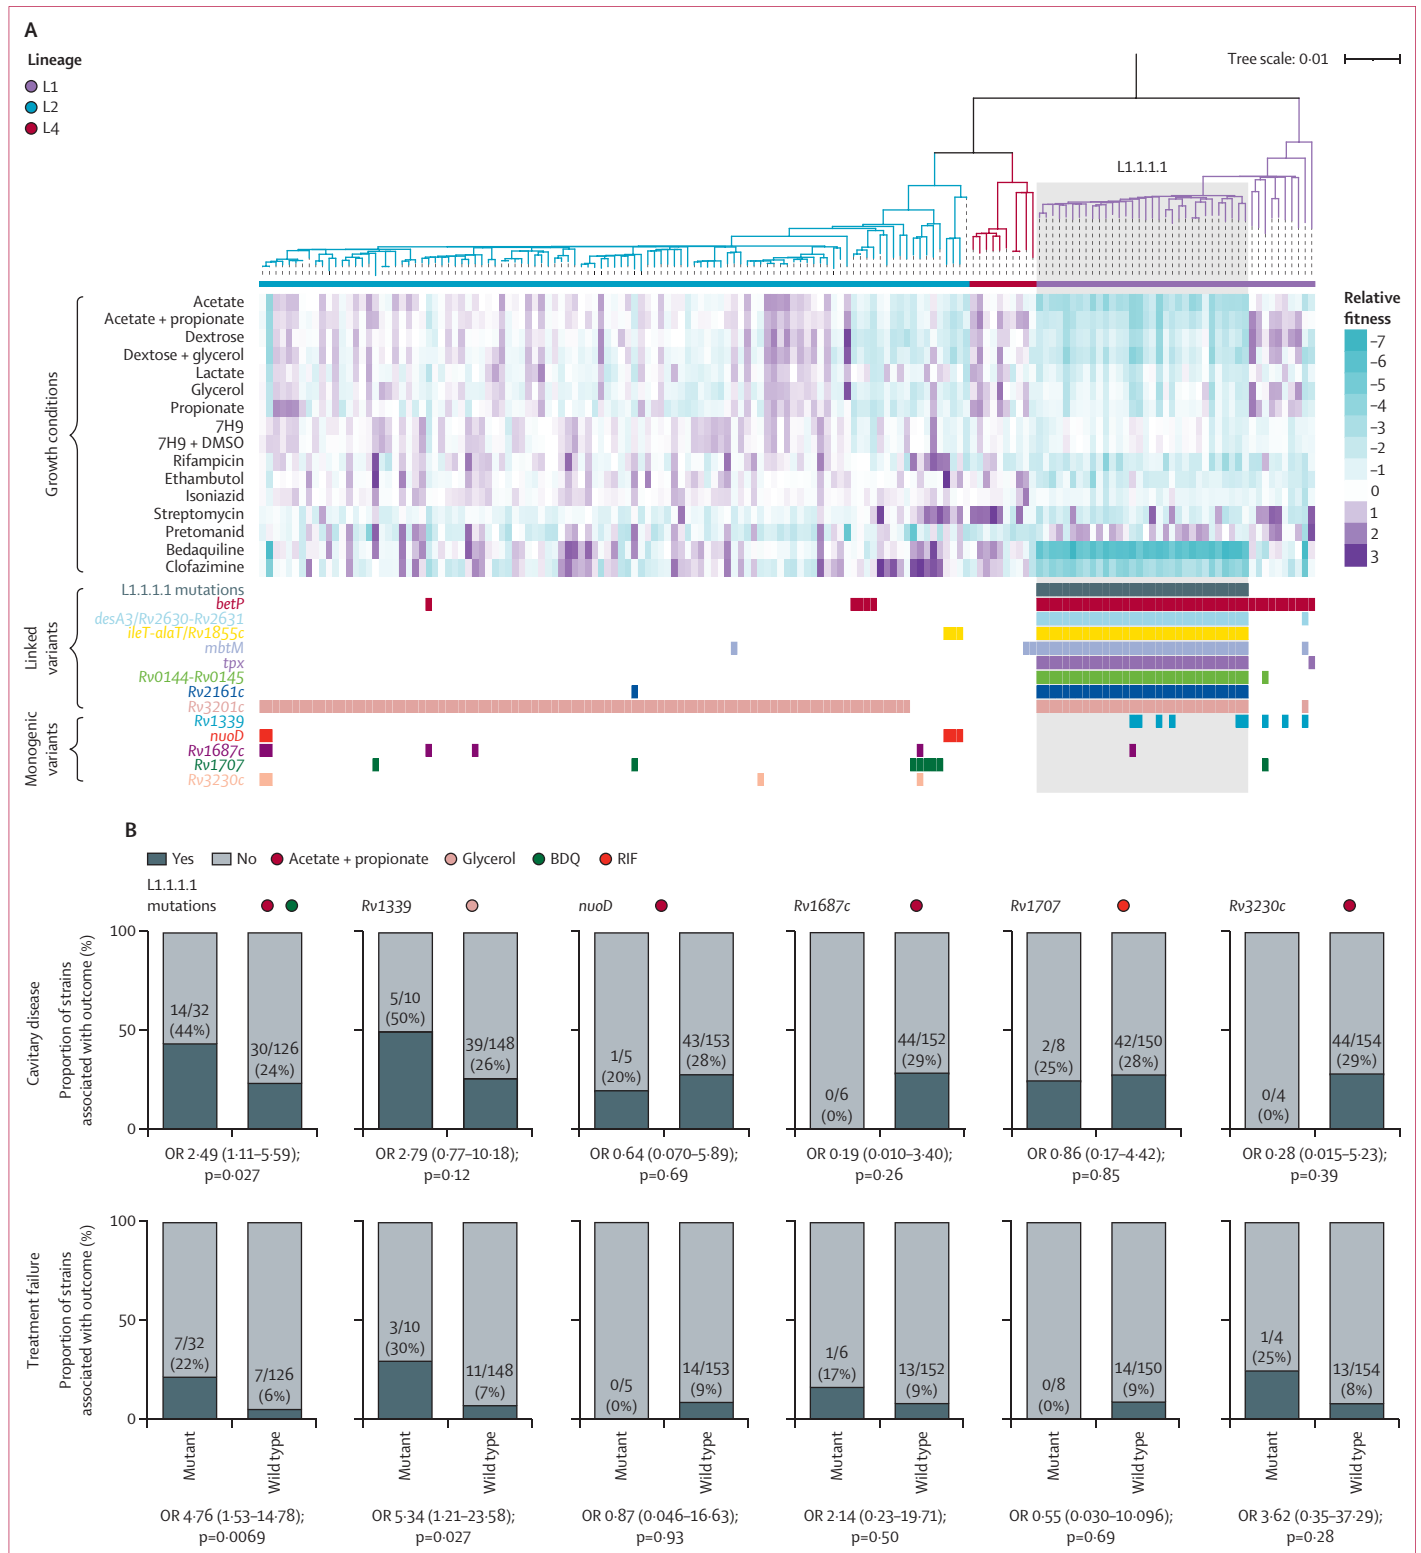 A
Lineage
L1
L2
L4
Tree scale: 0·01
L1.1.1.1
Growth conditions
Acetate
Acetate + propionate
Dextrose
Dextose + glycerol
Lactate
Glycerol
Propionate
7H9
7H9 + DMSO
Rifampicin
Ethambutol
Isoniazid
Streptomycin
Pretomanid
Bedaquiline
Clofazimine
Relative
fitness
–7
–6
–5
–4
–3
–2
–1
0
1
2
3
Linked
variants
L1.1.1.1 mutations
betP
desA3/Rv2630-Rv2631
ileT-alaT/Rv1855c
mbtM
tpx
Rv0144-Rv0145
Rv2161c
Rv3201c
Monogenic
variants
Rv1339
nuoD
Rv1687c
Rv1707
Rv3230c
B
Yes No Acetate + propionate Glycerol BDQ RIF
L1.1.1.1
mutations
Rv1339
nuoD
Rv1687c
Rv1707
Rv3230c
Cavitary disease
Proportion of strains
associated with outcome (%)
100
50
0
14/32
(44%)
30/126
(24%)
5/10
(50%)
39/148
(26%)
1/5
(20%)
43/153
(28%)
0/6
(0%)
44/152
(29%)
2/8
(25%)
42/150
(28%)
0/4
(0%)
44/154
(29%)
OR 2·49 (1·11–5·59);
p=0·027
OR 2·79 (0·77–10·18);
p=0·12
OR 0·64 (0·070–5·89);
p=0·69
OR 0·19 (0·010–3·40);
p=0·26
OR 0·86 (0·17–4·42);
p=0·85
OR 0·28 (0·015–5·23);
p=0·39
Treatment failure
Proportion of strains
associated with outcome (%)
100
50
0
7/32
(22%)
7/126
(6%)
3/10
(30%)
11/148
(7%)
0/5
(0%)
14/153
(9%)
1/6
(17%)
13/152
(9%)
0/8
(0%)
14/150
(9%)
1/4
(25%)
13/154
(8%)
Mutant
Wild type
Mutant
Wild type
Mutant
Wild type
Mutant
Wild type
Mutant
Wild type
Mutant
Wild type
OR 4·76 (1·53–14·78);
p=0·0069
OR 5·34 (1·21–23·58);
p=0·027
OR 0·87 (0·046–16·63);
p=0·93
OR 2·14 (0·23–19·71);
p=0·50
OR 0·55 (0·030–10·096);
p=0·69
OR 3·62 (0·35–37·29);
p=0·28